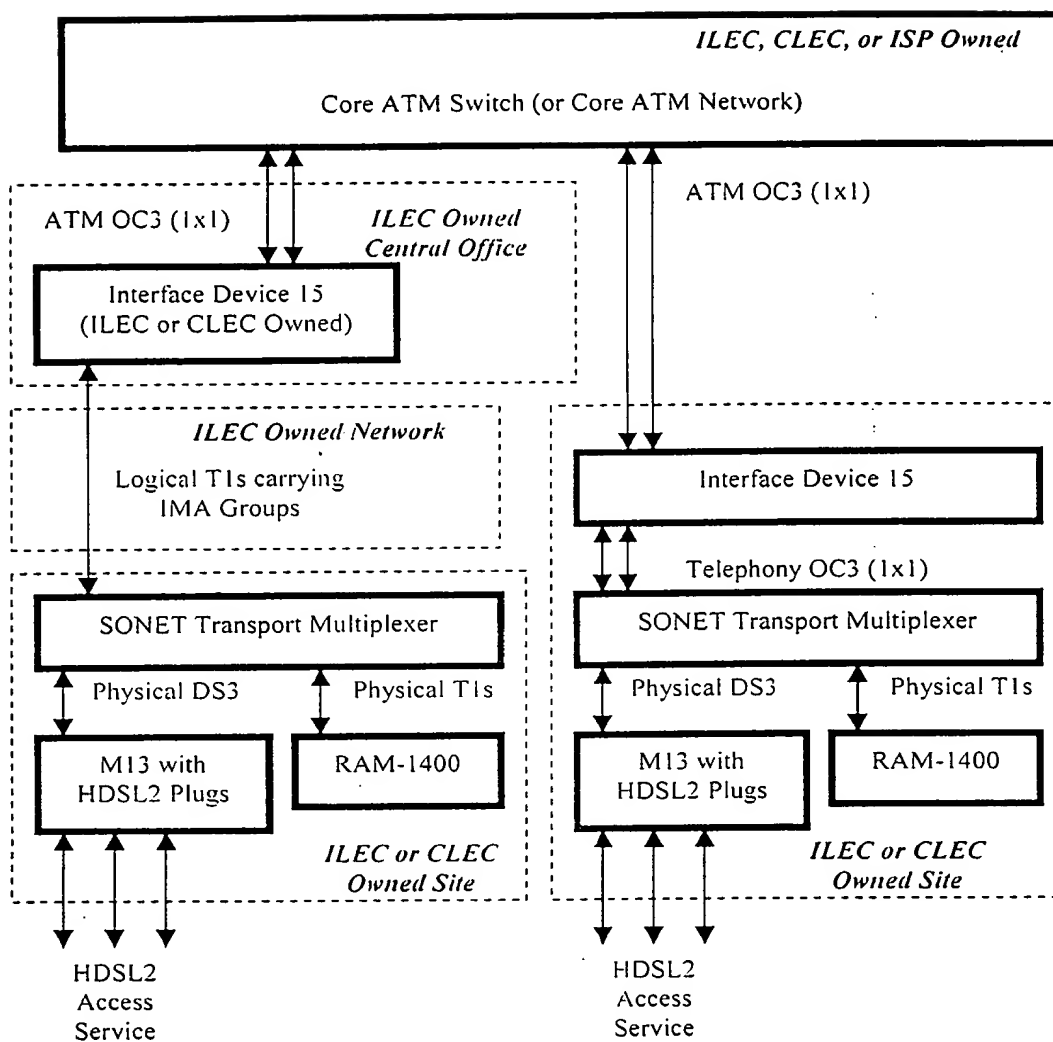 ILEC, CLEC, or ISP Owned
Core ATM Switch (or Core ATM Network)
ATM OC3 (1x1)
ILEC Owned
Central Office
Interface Device 15
(ILEC or CLEC Owned)
ATM OC3 (1x1)
ILEC Owned Network
Logical T1s carrying
IMA Groups
Interface Device 15
Telephony OC3 (1x1)
SONET Transport Multiplexer
Physical DS3
Physical T1s
M13 with
HDSL2 Plugs
RAM-1400
ILEC or CLEC
Owned Site
HDSL2
Access
Service
SONET Transport Multiplexer
Physical DS3
Physical T1s
M13 with
HDSL2 Plugs
RAM-1400
ILEC or CLEC
Owned Site
HDSL2
Access
Service